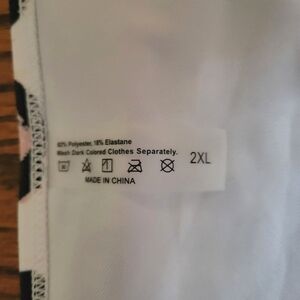 82% Polyester, 18% Elastane
Wash Dark Colored Clothes Separately.
2XL
MADE IN CHINA